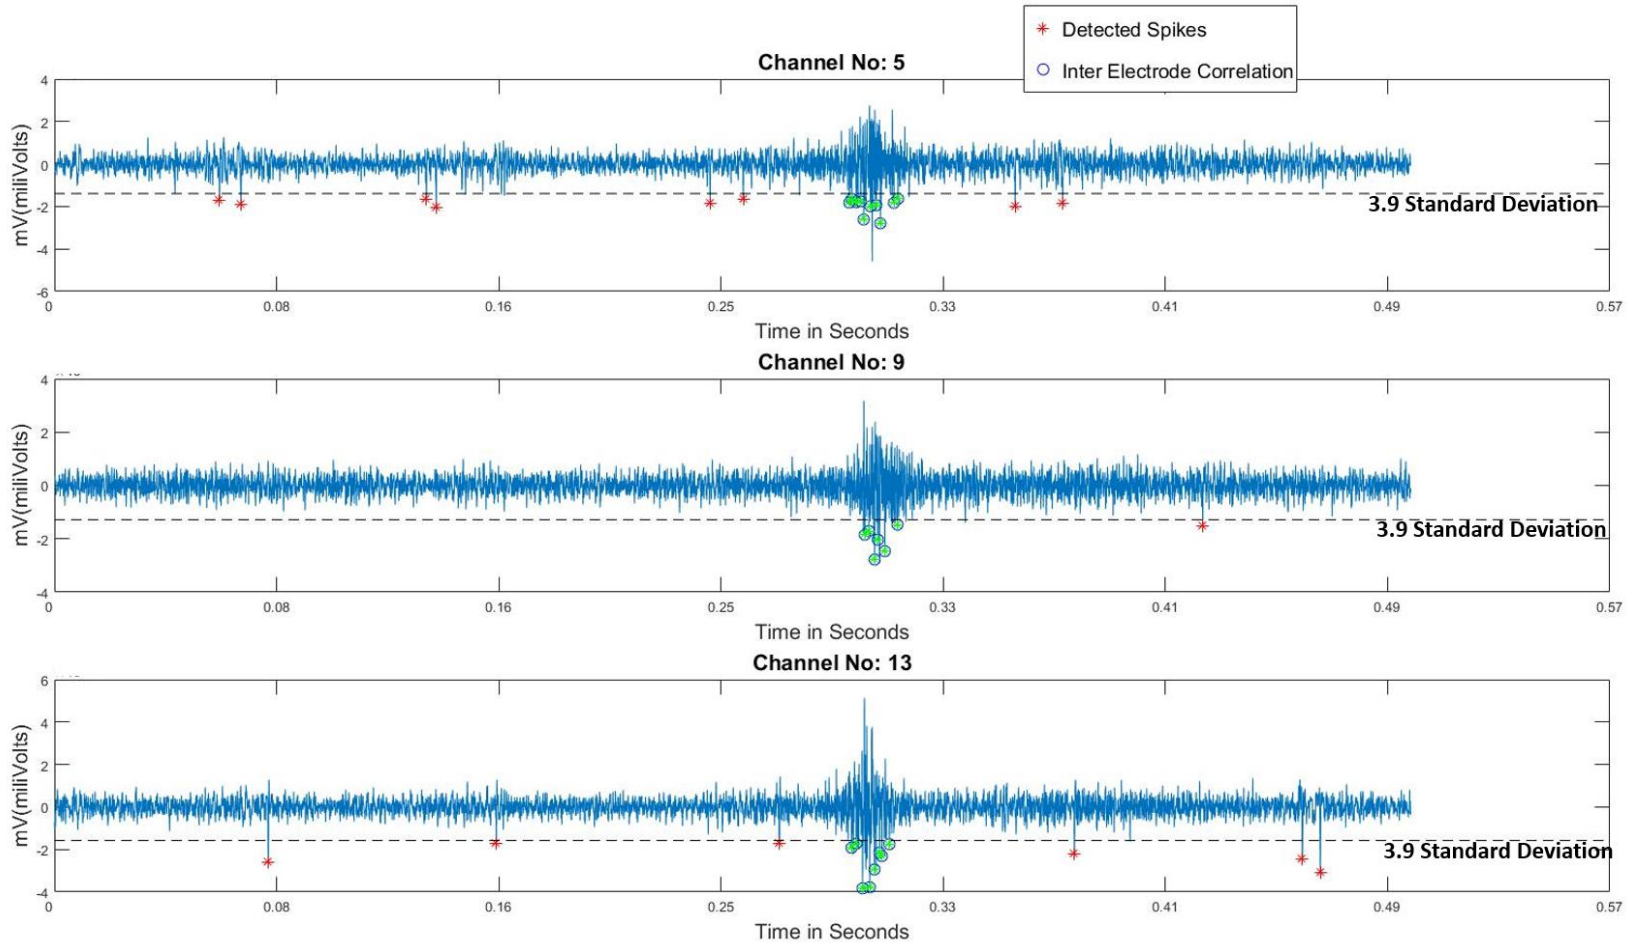 Detected Spikes
Inter Electrode Correlation
Channel No: 5
4
2
0
-2
-4
-6
mV(miliVolts)
3.9 Standard Deviation
0 0.08 0.16 0.25 0.33 0.41 0.49 0.57
Time in Seconds
Channel No: 9
4
2
0
-2
-4
mV(miliVolts)
3.9 Standard Deviation
0 0.08 0.16 0.25 0.33 0.41 0.49 0.57
Time in Seconds
Channel No: 13
6
4
2
0
-2
-4
mV(miliVolts)
3.9 Standard Deviation
0 0.08 0.16 0.25 0.33 0.41 0.49 0.57
Time in Seconds